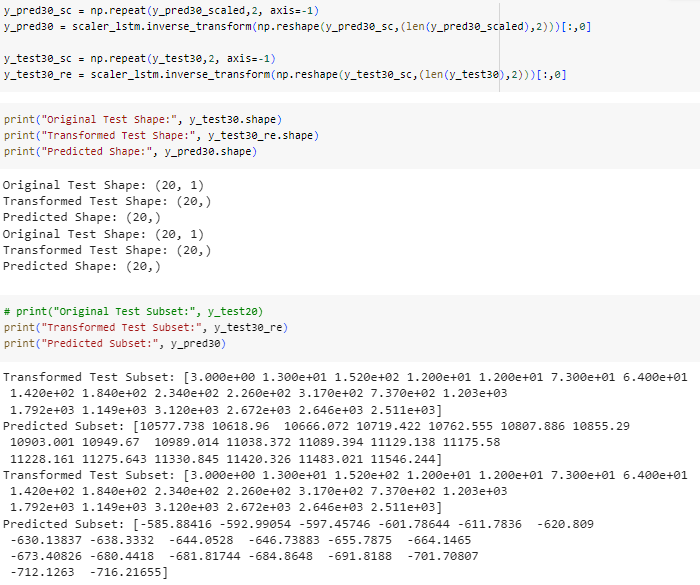 y_pred30_sc = np.repeat(y_pred30_scaled,2, axis=-1)
y_pred30 = scaler_lstm.inverse_transform(np.reshape(y_pred30_sc,(len(y_pred30_scaled),2)))[:,0]
y_test30_sc = np.repeat(y_test30,2, axis=-1)
y_test30_re = scaler_lstm.inverse_transform(np.reshape(y_test30_sc,(len(y_test30),2)))[:,0]
print("Original Test Shape:", y_test30.shape)
print("Transformed Test Shape:", y_test30_re.shape)
print("Predicted Shape:", y_pred30.shape)
Original Test Shape: (20, 1)
Transformed Test Shape: (20,)
Predicted Shape: (20,)
Original Test Shape: (20, 1)
Transformed Test Shape: (20,)
Predicted Shape: (20,)
# print("Original Test Subset:", y_test20)
print("Transformed Test Subset:", y_test30_re)
print("Predicted Subset:", y_pred30)
Transformed Test Subset: [3.000e+00 1.300e+01 1.520e+02 1.200e+01 1.200e+01 7.300e+01 6.400e+01
1.420e+02 1.840e+02 2.340e+02 2.260e+02 3.170e+02 7.370e+02 1.203e+03
1.792e+03 1.149e+03 3.120e+03 2.672e+03 2.646e+03 2.511e+03]
Predicted Subset: [10577.738 10618.96  10666.072 10719.422 10762.555 10807.886 10855.29
10903.001 10949.67  10989.014 11038.372 11089.394 11129.138 11175.58
11228.161 11275.643 11330.845 11420.326 11483.021 11546.244]
Transformed Test Subset: [3.000e+00 1.300e+01 1.520e+02 1.200e+01 1.200e+01 7.300e+01 6.400e+01
1.420e+02 1.840e+02 2.340e+02 2.260e+02 3.170e+02 7.370e+02 1.203e+03
1.792e+03 1.149e+03 3.120e+03 2.672e+03 2.646e+03 2.511e+03]
Predicted Subset: [-585.88416 -592.99054 -597.45746 -601.78644 -611.7836  -620.809
-630.13837 -638.3332  -644.0528  -646.73883 -655.7875  -664.1465
-673.40826 -680.4418  -681.81744 -684.8648  -691.8188  -701.70807
-712.1263  -716.21655]